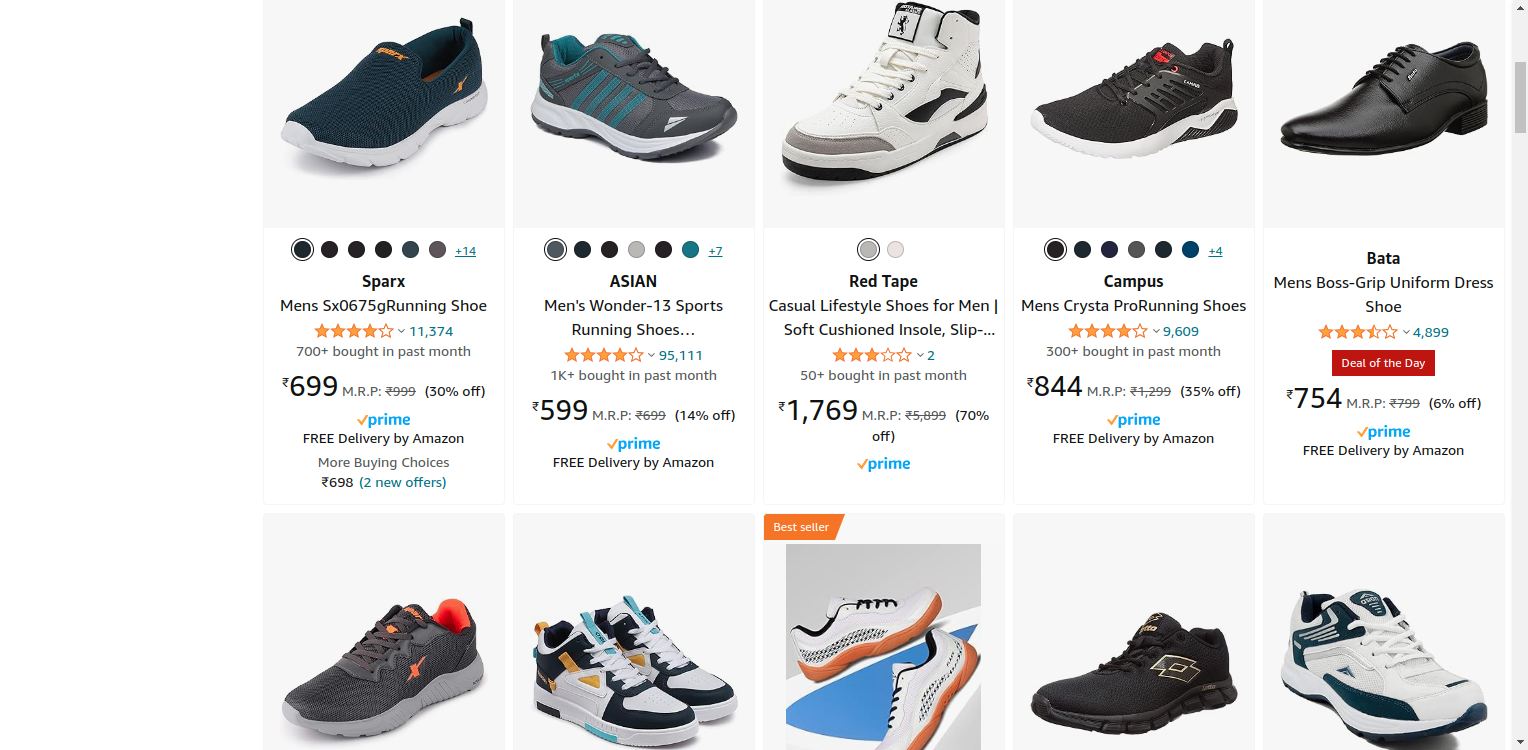 +14
Sparx
Mens Sx0675gRunning Shoe
11,374
700+ bought in past month
₹699 M.R.P: ₹999 (30% off)
prime
FREE Delivery by Amazon
More Buying Choices
₹698 (2 new offers)
+7
ASIAN
Men's Wonder-13 Sports
Running Shoes…
95,111
1K+ bought in past month
₹599 M.R.P: ₹699 (14% off)
prime
FREE Delivery by Amazon
Red Tape
Casual Lifestyle Shoes for Men |
Soft Cushioned Insole, Slip-…
2
50+ bought in past month
₹1,769 M.R.P: ₹5,899 (70%
off)
prime
+4
Campus
Mens Crysta ProRunning Shoes
9,609
300+ bought in past month
₹844 M.R.P: ₹1,299 (35% off)
prime
FREE Delivery by Amazon
Bata
Mens Boss-Grip Uniform Dress
Shoe
4,899
Deal of the Day
₹754 M.R.P: ₹799 (6% off)
prime
FREE Delivery by Amazon
Best seller